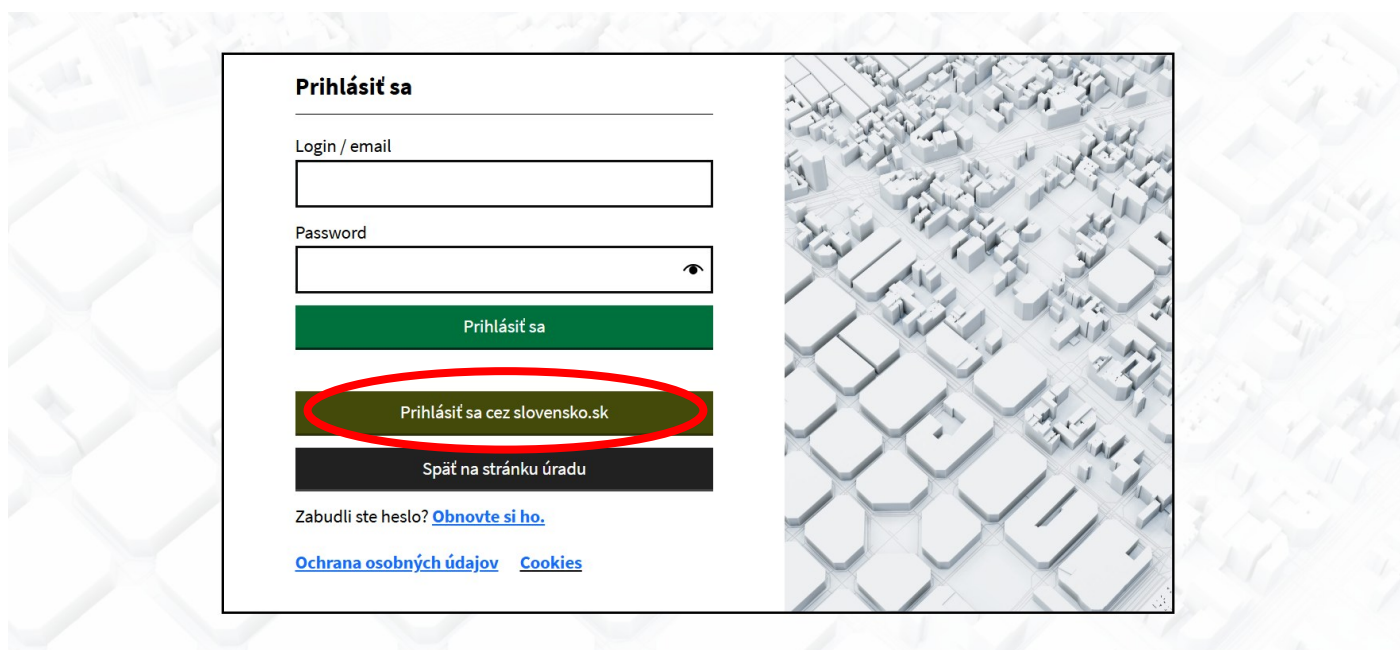 Prihlásiť sa
Login / email
Password
Prihlásiť sa
Prihlásiť sa cez slovensko.sk
Späť na stránku úradu
Zabudli ste heslo? Obnovte si ho.
Ochrana osobných údajov Cookies